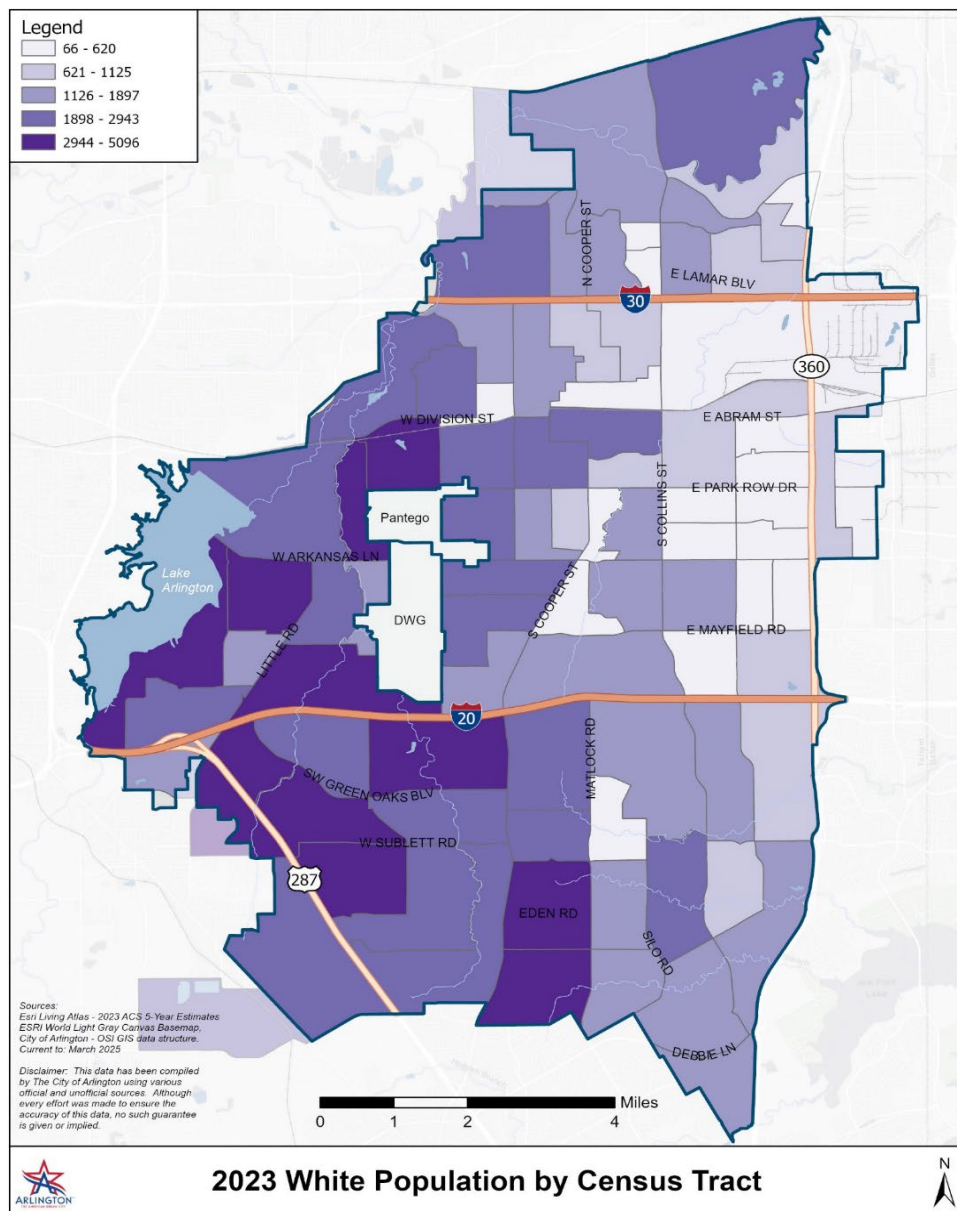 Legend
66 - 620
621 - 1125
1126 - 1897
1898 - 2943
2944 - 5096
N COOPER ST
E LAMAR BLV
30
360
W DIVISION ST
E ABRAM ST
S COLLINS ST
E PARK ROW DR
Pantego
W ARKANSAS LN
Lake
Arlington
DWG
S COOPER ST
LITTLE RD
E MAYFIELD RD
20
MATLOCK RD
SW GREEN OAKS BLV
W SUBLETT RD
287
EDEN RD
SILO RD
DEBBIE LN
Sources:
Esri Living Atlas - 2023 ACS 5-Year Estimates
ESRI World Light Gray Canvas Basemap,
City of Arlington - OSI GIS data structure.
Current to: March 2025
Disclaimer: This data has been compiled
by The City of Arlington using various
official and unofficial sources. Although
every effort was made to ensure the
accuracy of this data, no such guarantee
is given or implied.
Miles
0 1 2 4
ARLINGTON
THE AMERICAN DREAM CITY
2023 White Population by Census Tract
N